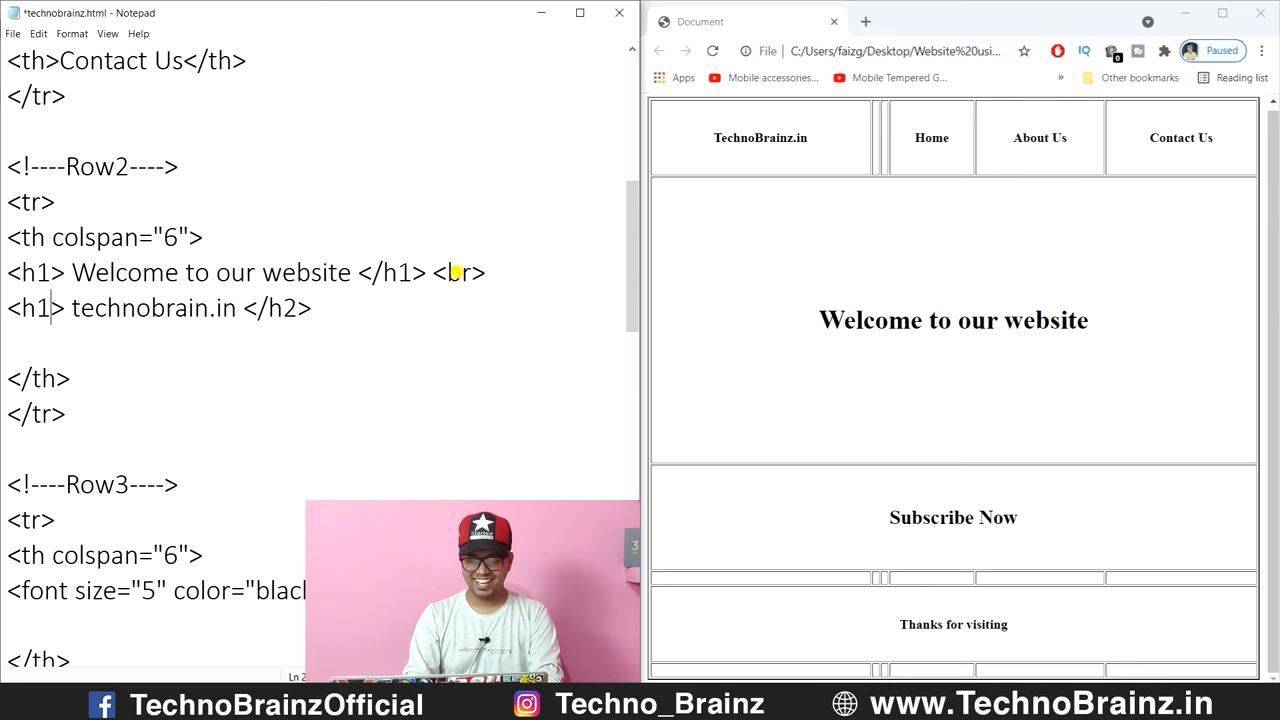 *technobrainz.html - Notepad
File Edit Format View Help
<th>Contact Us</th>
</tr>
<!----Row2---->
<tr>
<th colspan="6">
<h1> Welcome to our website </h1> <br>
<h1> technobrain.in </h2>
</th>
</tr>
<!----Row3---->
<tr>
<th colspan="6">
<font size="5" color="blac
</th>
Document
File C:/Users/faizg/Desktop/Website%20usi...
IQ
0
Paused
Apps Mobile accessories... Mobile Tempered G... » Other bookmarks Reading list
TechnoBrainz.in Home About Us Contact Us
Welcome to our website
Subscribe Now
Thanks for visiting
TechnoBrainzOfficial Techno_Brainz www.TechnoBrainz.in